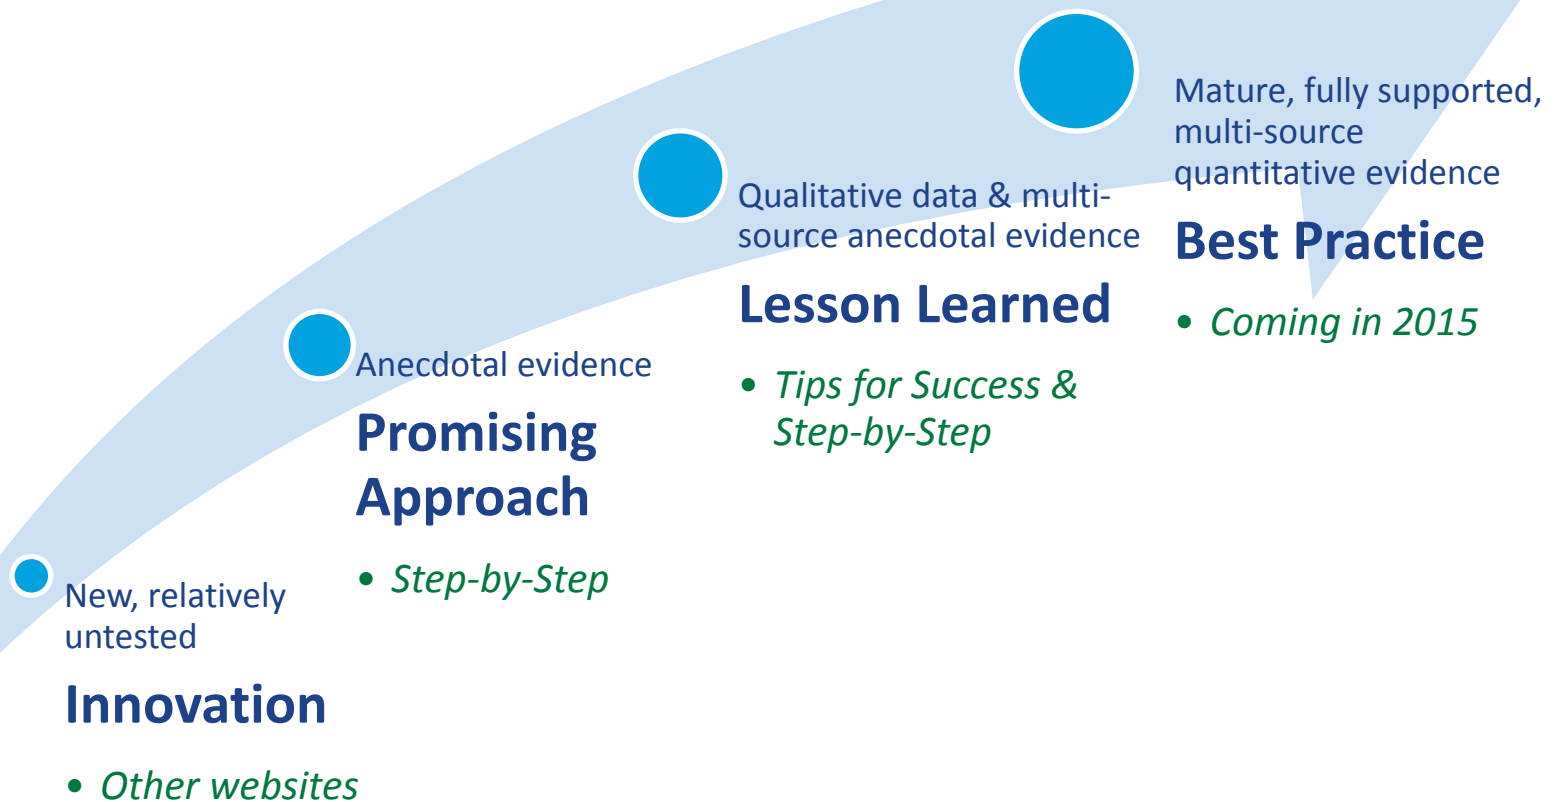 New, relatively
untested
Innovation
• Other websites
Anecdotal evidence
Promising
Approach
• Step-by-Step
Qualitative data & multi-
source anecdotal evidence
Lesson Learned
• Tips for Success &
Step-by-Step
Mature, fully supported,
multi-source
quantitative evidence
Best Practice
• Coming in 2015